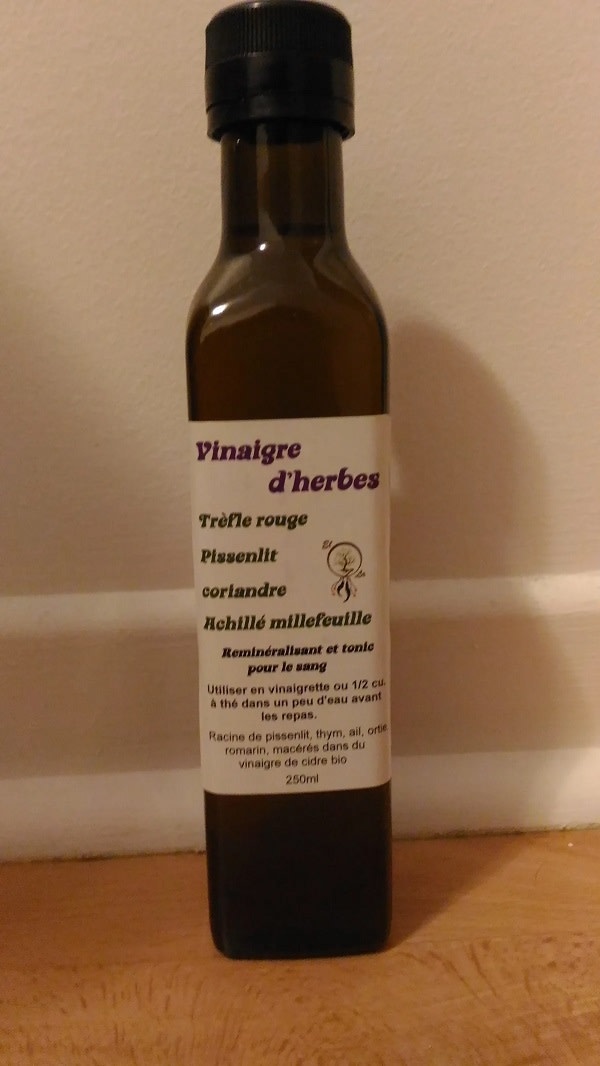 Vinaigre
d'herbes
Trèfle rouge
Pissenlit
coriandre
Achillé millefeuille
Reminéralisant et tonic
pour le sang
Utiliser en vinaigrette ou 1/2 cu.
à thé dans un peu d'eau avant
les repas.
Racine de pissenlit, thym, ail, ortie
romarin, macérés dans du
vinaigre de cidre bio
250ml